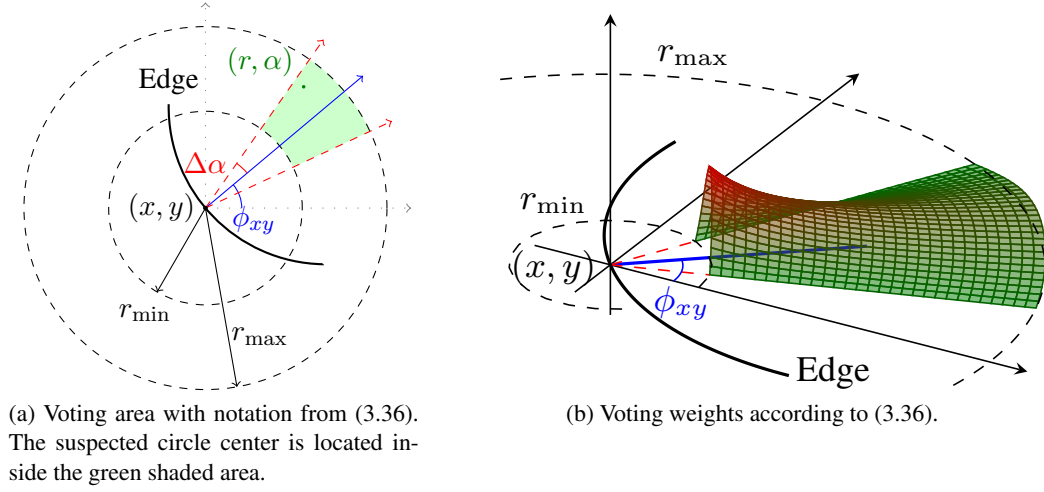 Edge
(r, α)
Δα
(x, y)
ϕxy
rmin
rmax
(a) Voting area with notation from (3.36).
The suspected circle center is located in-
side the green shaded area.
rmax
rmin
(x, y)
ϕxy
Edge
(b) Voting weights according to (3.36).